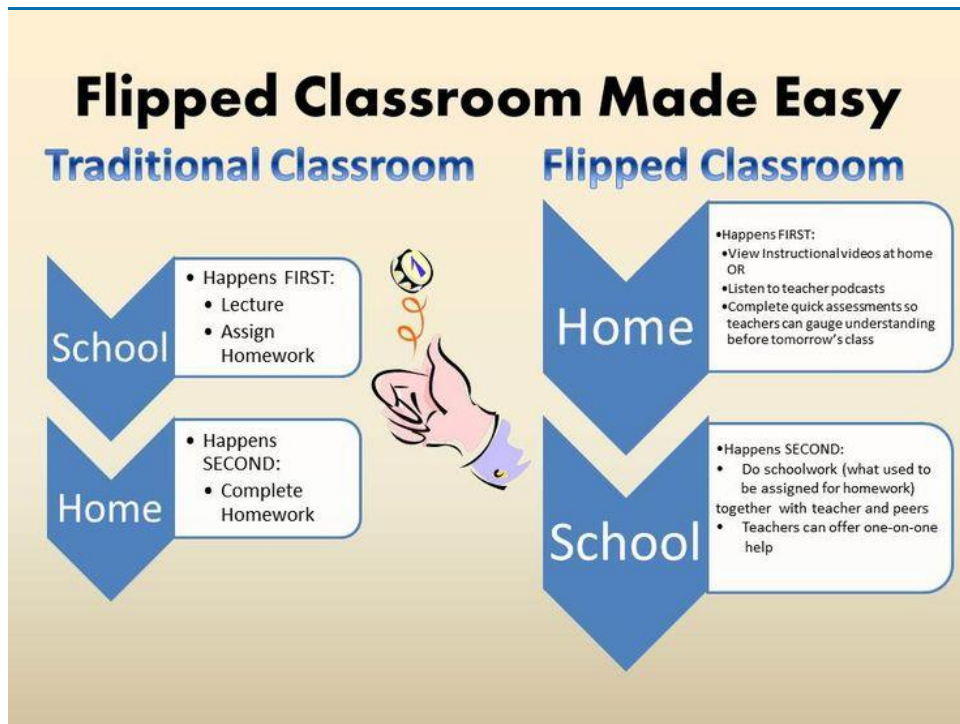 Flipped Classroom Made Easy
Traditional Classroom
School
• Happens FIRST:
• Lecture
• Assign
Homework
Home
• Happens
SECOND:
• Complete
Homework
Flipped Classroom
Home
•Happens FIRST:
•View Instructional videos at home
OR
•Listen to teacher podcasts
•Complete quick assessments so
teachers can gauge understanding
before tomorrow's class
School
•Happens SECOND:
• Do schoolwork (what used to
be assigned for homework)
together with teacher and peers
• Teachers can offer one-on-one
help